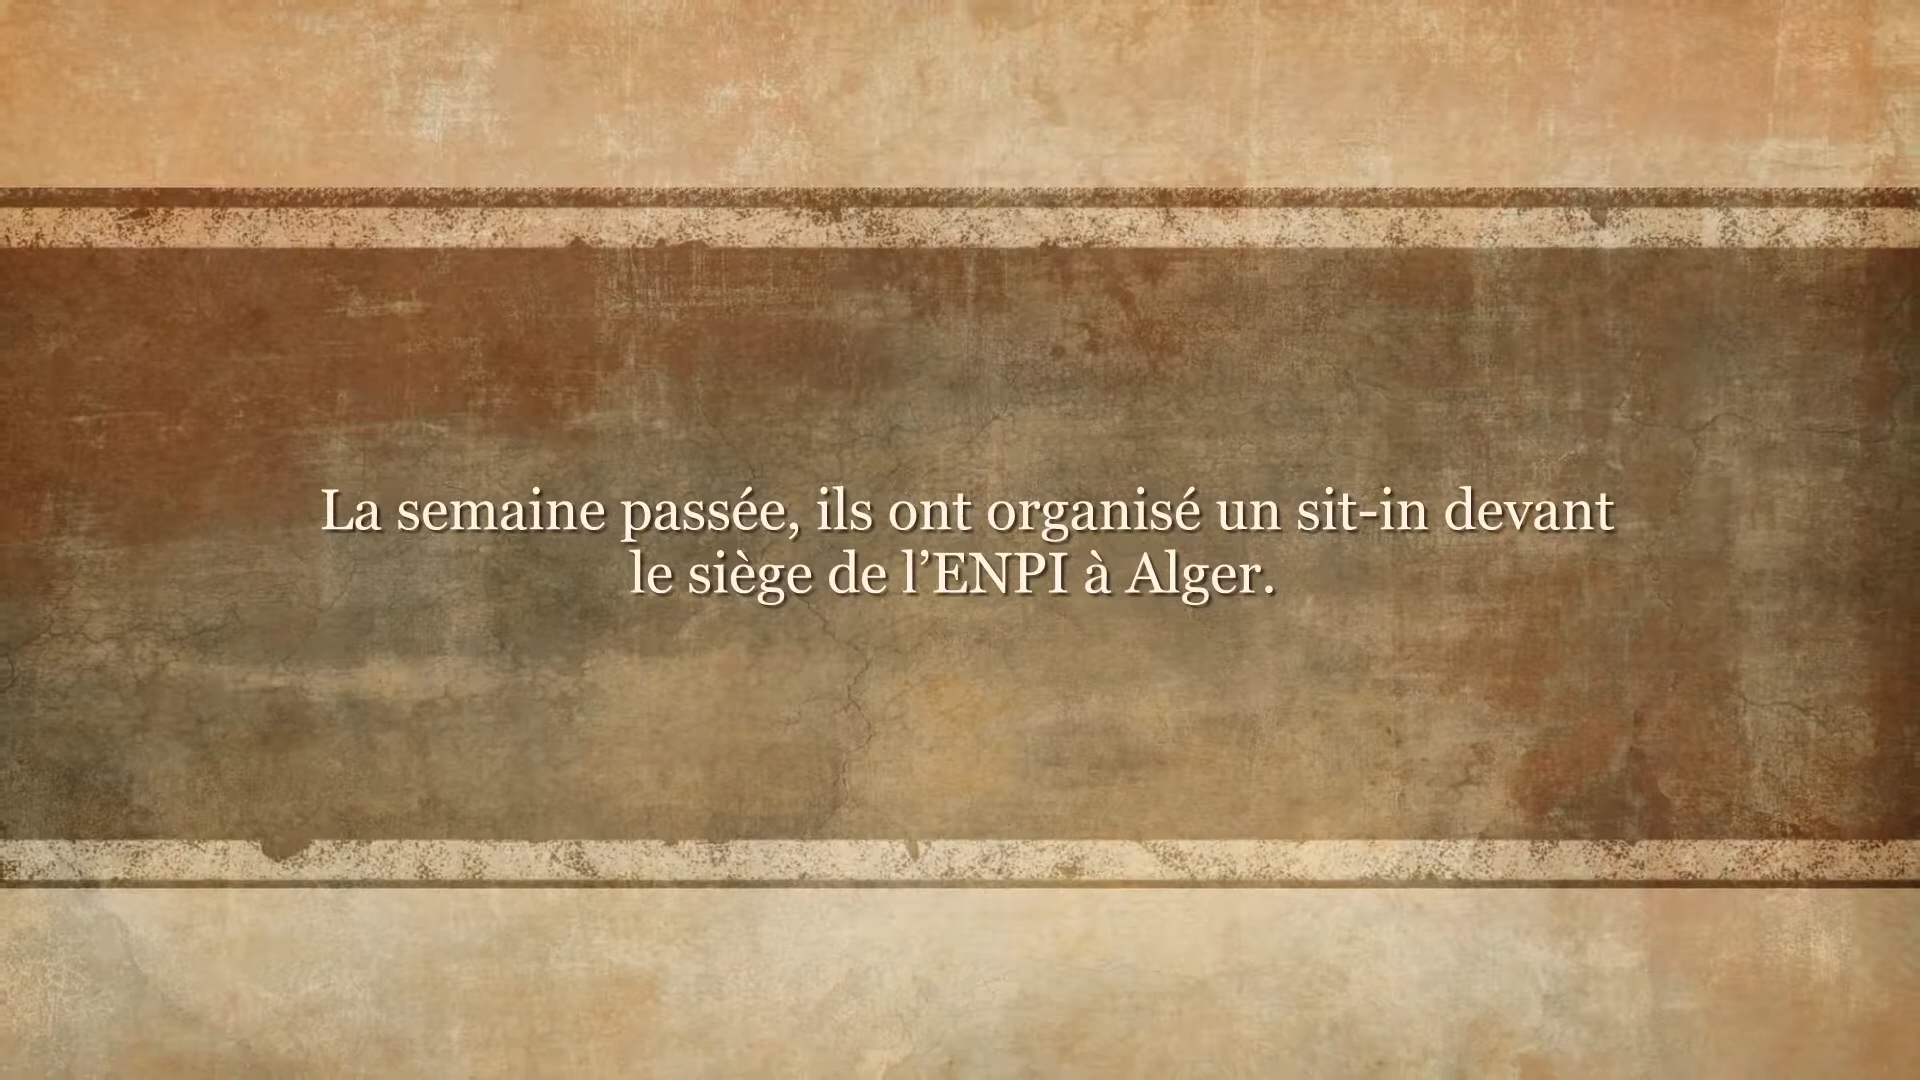 La semaine passée, ils ont organisé un sit-in devant
le siège de l’ENPI à Alger.